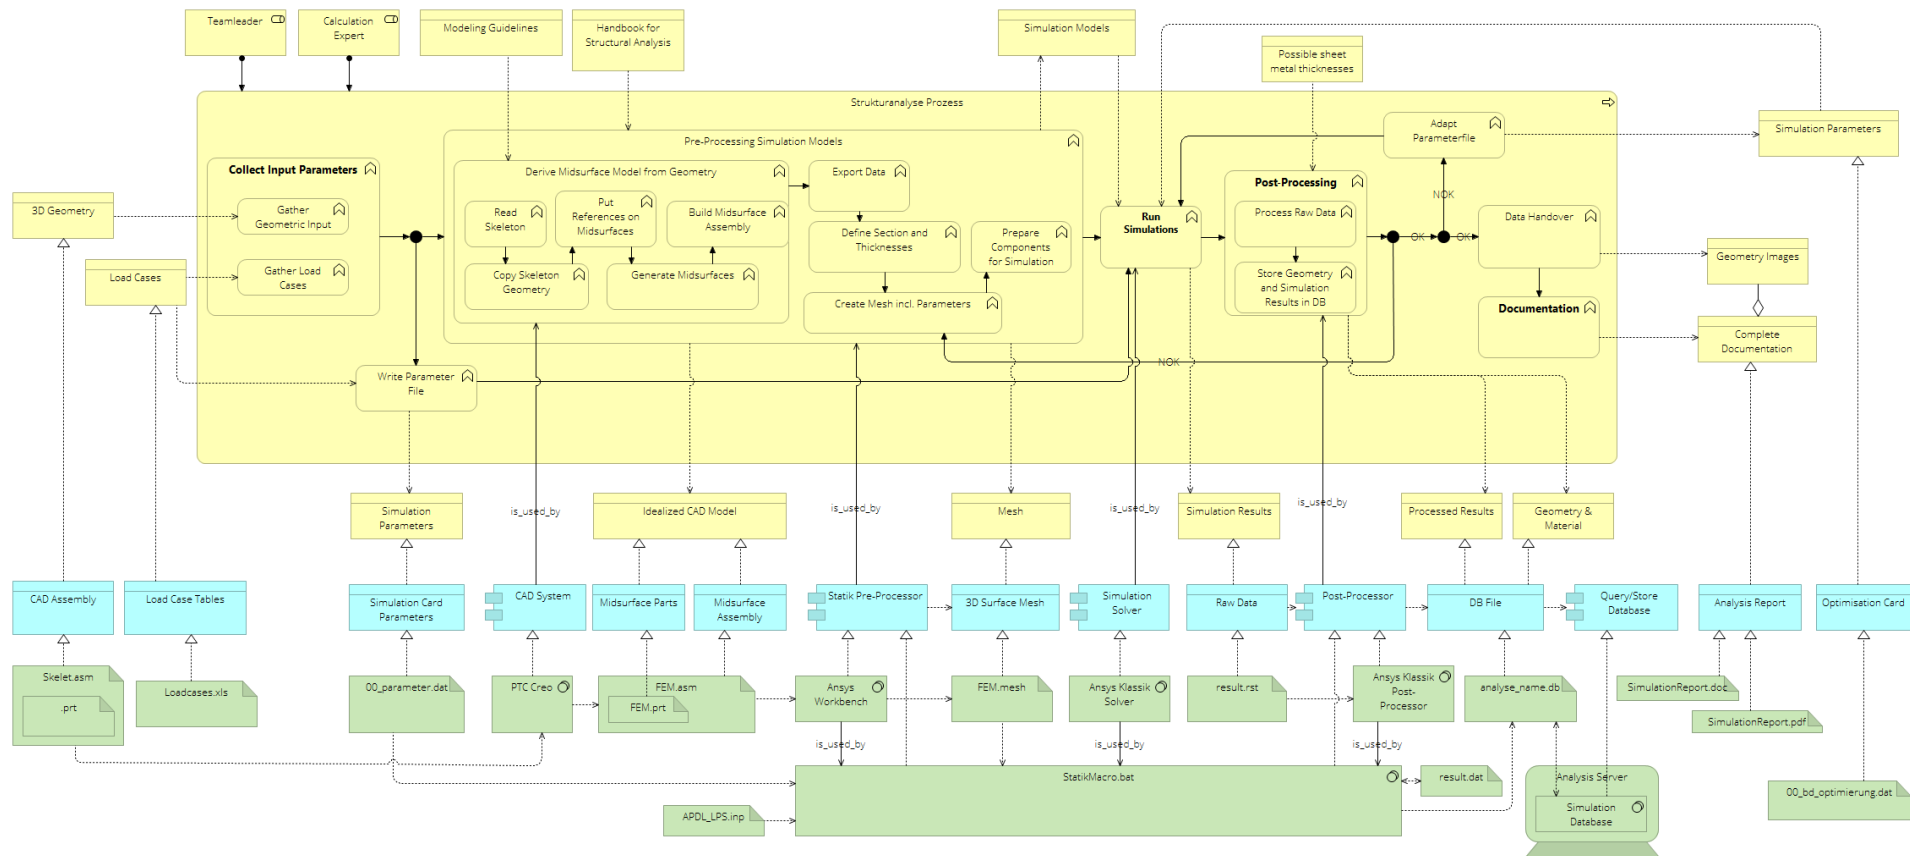 Teamleader
Calculation
Expert
Modeling Guidelines
Handbook for
Structural Analysis
Simulation Models
Possible sheet
metal thicknesses
Simulation Parameters
Strukturanalyse Prozess
Pre-Processing Simulation Models
Adapt
Parameterfile
Collect Input Parameters
Derive Midsurface Model from Geometry
Export Data
Post-Processing
NOK
3D Geometry
Gather
Geometric Input
Read
Skeleton
Put
References on
Midsurfaces
Build Midsurface
Assembly
Define Section and
Thicknesses
Prepare
Components
for Simulation
Run
Simulations
Process Raw Data
OK
OK
Data Handover
Geometry Images
Load Cases
Gather Load
Cases
Copy Skeleton
Geometry
Generate Midsurfaces
Create Mesh incl. Parameters
Store Geometry
and Simulation
Results in DB
Documentation
Complete
Documentation
NOK
Write Parameter
File
Simulation
Parameters
is_used_by
Idealized CAD Model
is_used_by
Mesh
is_used_by
Simulation Results
is_used_by
Processed Results
Geometry &
Material
CAD Assembly
Load Case Tables
Simulation Card
Parameters
CAD System
Midsurface Parts
Midsurface
Assembly
Statik Pre-Processor
3D Surface Mesh
Simulation
Solver
Raw Data
Post-Processor
DB File
Query/Store
Database
Analysis Report
Optimisation Card
Skelet.asm
.prt
Loadcases.xls
00_parameter.dat
PTC Creo
FEM.asm
FEM.prt
Ansys
Workbench
FEM.mesh
Ansys Klassik
Solver
result.rst
Ansys Klassik
Post-
Processor
analyse_name.db
SimulationReport.doc
SimulationReport.pdf
is_used_by
is_used_by
is_used_by
StatikMacro.bat
result.dat
Analysis Server
Simulation
Database
00_bd_optimierung.dat
APDL_LPS.inp